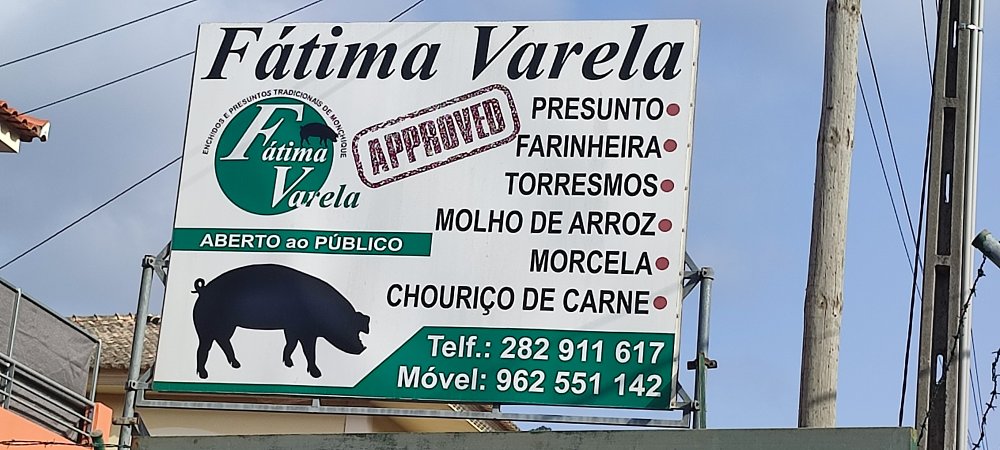 Fátima Varela
ENCHIDOS E PRESUNTOS TRADICIONAIS DE MONCHIQUE
Fátima
Varela
APPROVED
PRESUNTO
FARINHEIRA
TORRESMOS
MOLHO DE ARROZ
MORCELA
CHOURIÇO DE CARNE
ABERTO ao PÚBLICO
Telf.: 282 911 617
Móvel: 962 551 142